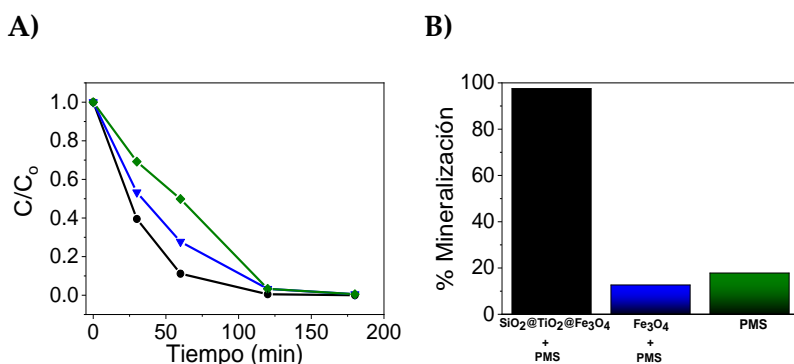 A)
B)
1.0
0.8
0.6
0.4
0.2
0.0
C/C₀
0
50
100
150
200
Tiempo (min)
100
80
60
40
20
0
% Mineralización
SiO₂@TiO₂@Fe₃O₄
+
PMS
Fe₃O₄
+
PMS
PMS